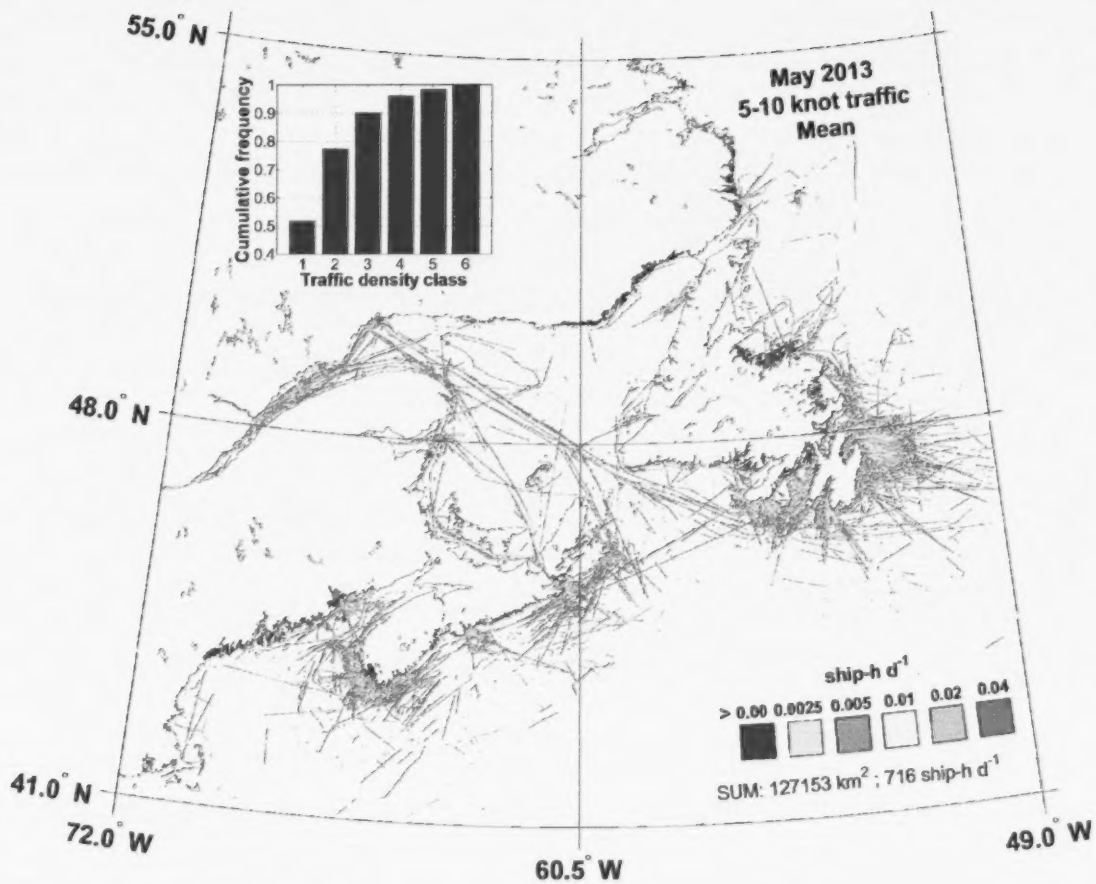 55.0° N
May 2013
5-10 knot traffic
Mean
Cumulative frequency
1
0.9
0.8
0.7
0.6
0.5
0.4
1 2 3 4 5 6
Traffic density class
48.0° N
ship-h d⁻¹
> 0.00 0.0025 0.005 0.01 0.02 0.04
SUM: 127153 km² ; 716 ship-h d⁻¹
41.0° N
72.0° W
60.5° W
49.0° W